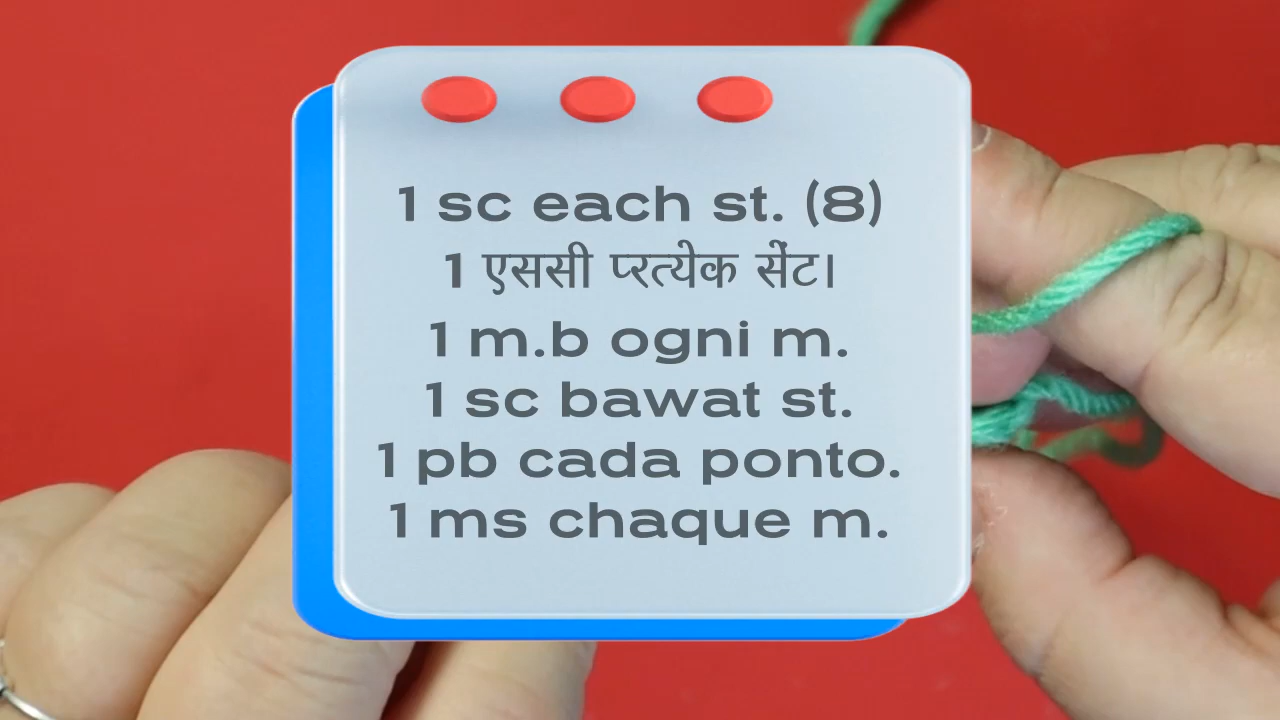 1 sc each st. (8)
1 एससी प्रत्येक सेंट।
1 m.b ogni m.
1 sc bawat st.
1 pb cada ponto.
1 ms chaque m.